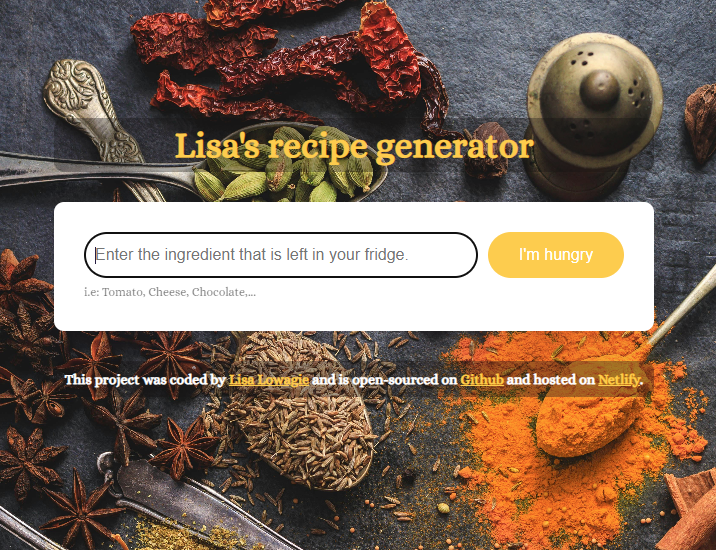 Lisa's recipe generator
Enter the ingredient that is left in your fridge.
I'm hungry
i.e: Tomato, Cheese, Chocolate,...
This project was coded by Lisa Lowagie and is open-sourced on Github and hosted on Netlify.